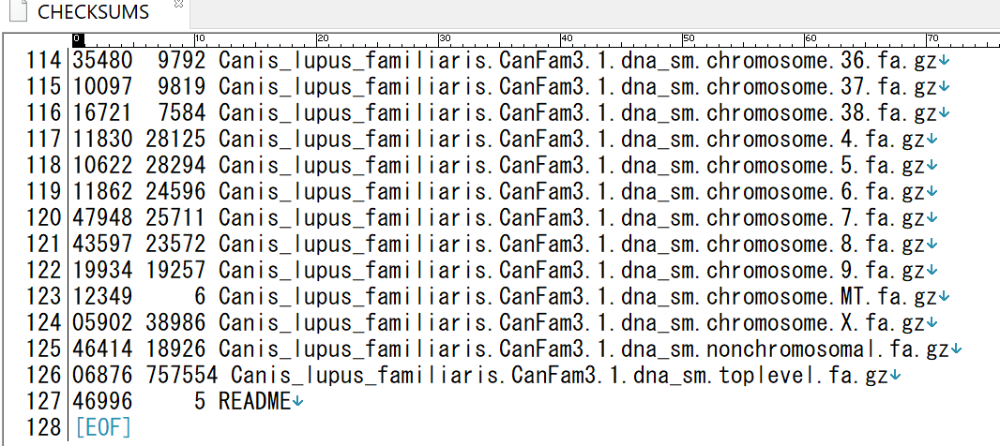 CHECKSUMS
0 10 20 30 40 50 60 70
114 35480  9792 Canis_lupus_familiaris.CanFam3.1.dna_sm.chromosome.36.fa.gz↓
115 10097  9819 Canis_lupus_familiaris.CanFam3.1.dna_sm.chromosome.37.fa.gz↓
116 16721  7584 Canis_lupus_familiaris.CanFam3.1.dna_sm.chromosome.38.fa.gz↓
117 11830 28125 Canis_lupus_familiaris.CanFam3.1.dna_sm.chromosome.4.fa.gz↓
118 10622 28294 Canis_lupus_familiaris.CanFam3.1.dna_sm.chromosome.5.fa.gz↓
119 11862 24596 Canis_lupus_familiaris.CanFam3.1.dna_sm.chromosome.6.fa.gz↓
120 47948 25711 Canis_lupus_familiaris.CanFam3.1.dna_sm.chromosome.7.fa.gz↓
121 43597 23572 Canis_lupus_familiaris.CanFam3.1.dna_sm.chromosome.8.fa.gz↓
122 19934 19257 Canis_lupus_familiaris.CanFam3.1.dna_sm.chromosome.9.fa.gz↓
123 12349     6 Canis_lupus_familiaris.CanFam3.1.dna_sm.chromosome.MT.fa.gz↓
124 05902 38986 Canis_lupus_familiaris.CanFam3.1.dna_sm.chromosome.X.fa.gz↓
125 46414 18926 Canis_lupus_familiaris.CanFam3.1.dna_sm.nonchromosomal.fa.gz↓
126 06876 757554 Canis_lupus_familiaris.CanFam3.1.dna_sm.toplevel.fa.gz↓
127 46996     5 README↓
128 [EOF]